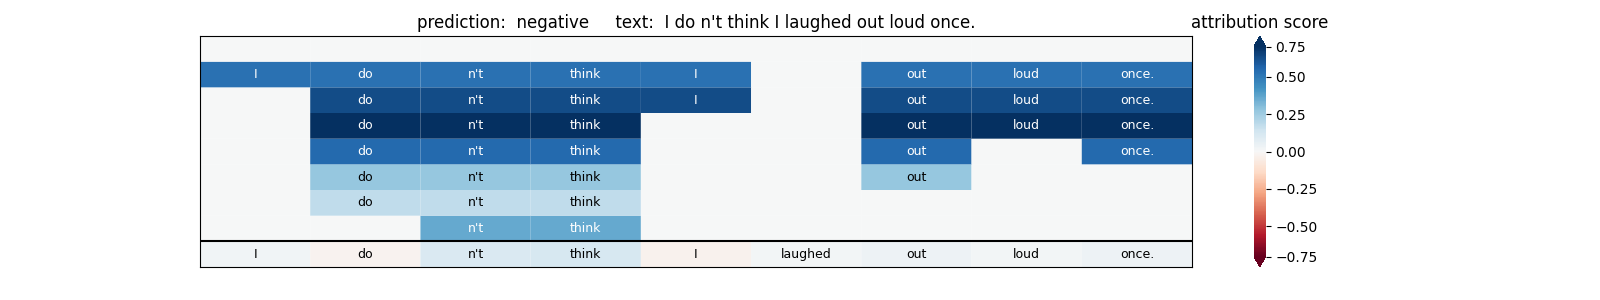 prediction:  negative     text:  I do n't think I laughed out loud once.
attribution score
I do n't think I out loud once.
do n't think I out loud once.
do n't think out loud once.
do n't think out once.
do n't think out
do n't think
n't think
I do n't think I laughed out loud once.
0.75
0.50
0.25
0.00
−0.25
−0.50
−0.75